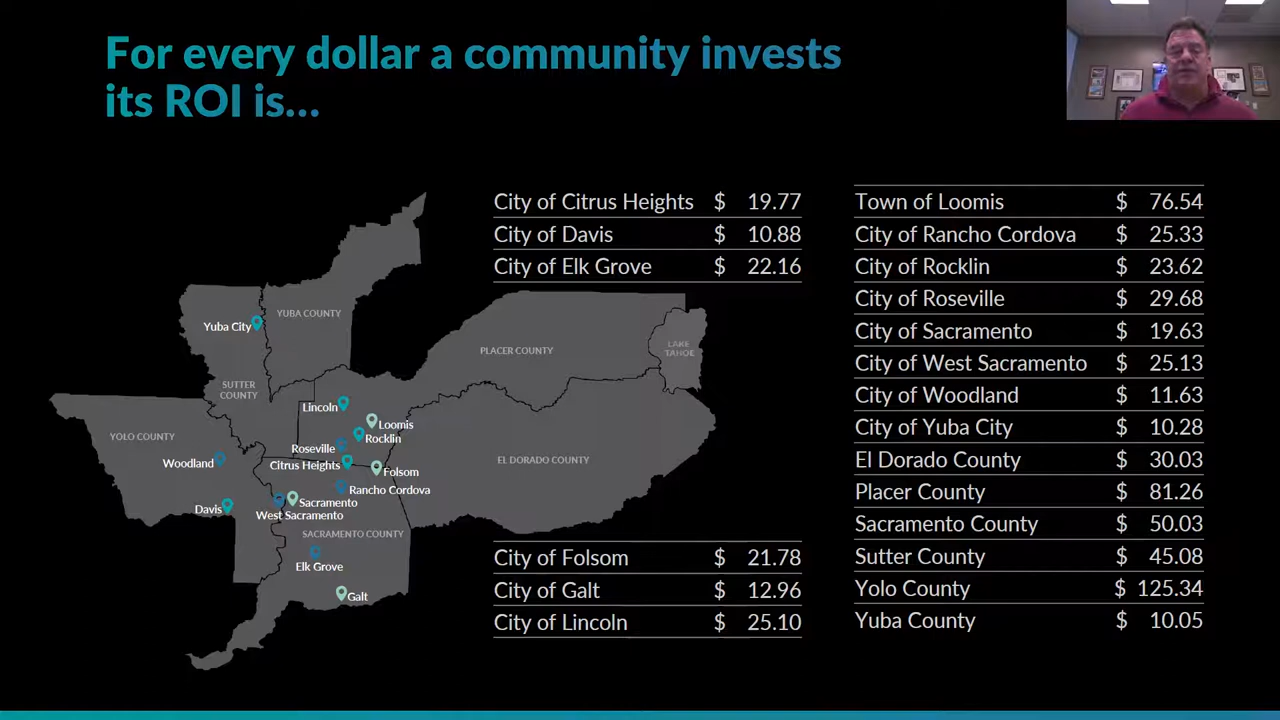 For every dollar a community invests
its ROI is...
City of Citrus Heights $ 19.77
City of Davis $ 10.88
City of Elk Grove $ 22.16
Town of Loomis $ 76.54
City of Rancho Cordova $ 25.33
City of Rocklin $ 23.62
City of Roseville $ 29.68
City of Sacramento $ 19.63
City of West Sacramento $ 25.13
City of Woodland $ 11.63
City of Yuba City $ 10.28
El Dorado County $ 30.03
Placer County $ 81.26
Sacramento County $ 50.03
Sutter County $ 45.08
Yolo County $ 125.34
Yuba County $ 10.05
City of Folsom $ 21.78
City of Galt $ 12.96
City of Lincoln $ 25.10
YUBA COUNTY
Yuba City
PLACER COUNTY
LAKE
TAHOE
SUTTER
COUNTY
Lincoln
Loomis
YOLO COUNTY
Rocklin
Roseville
Woodland
Citrus Heights
Folsom
EL DORADO COUNTY
Rancho Cordova
Davis
Sacramento
West Sacramento
SACRAMENTO COUNTY
Elk Grove
Galt